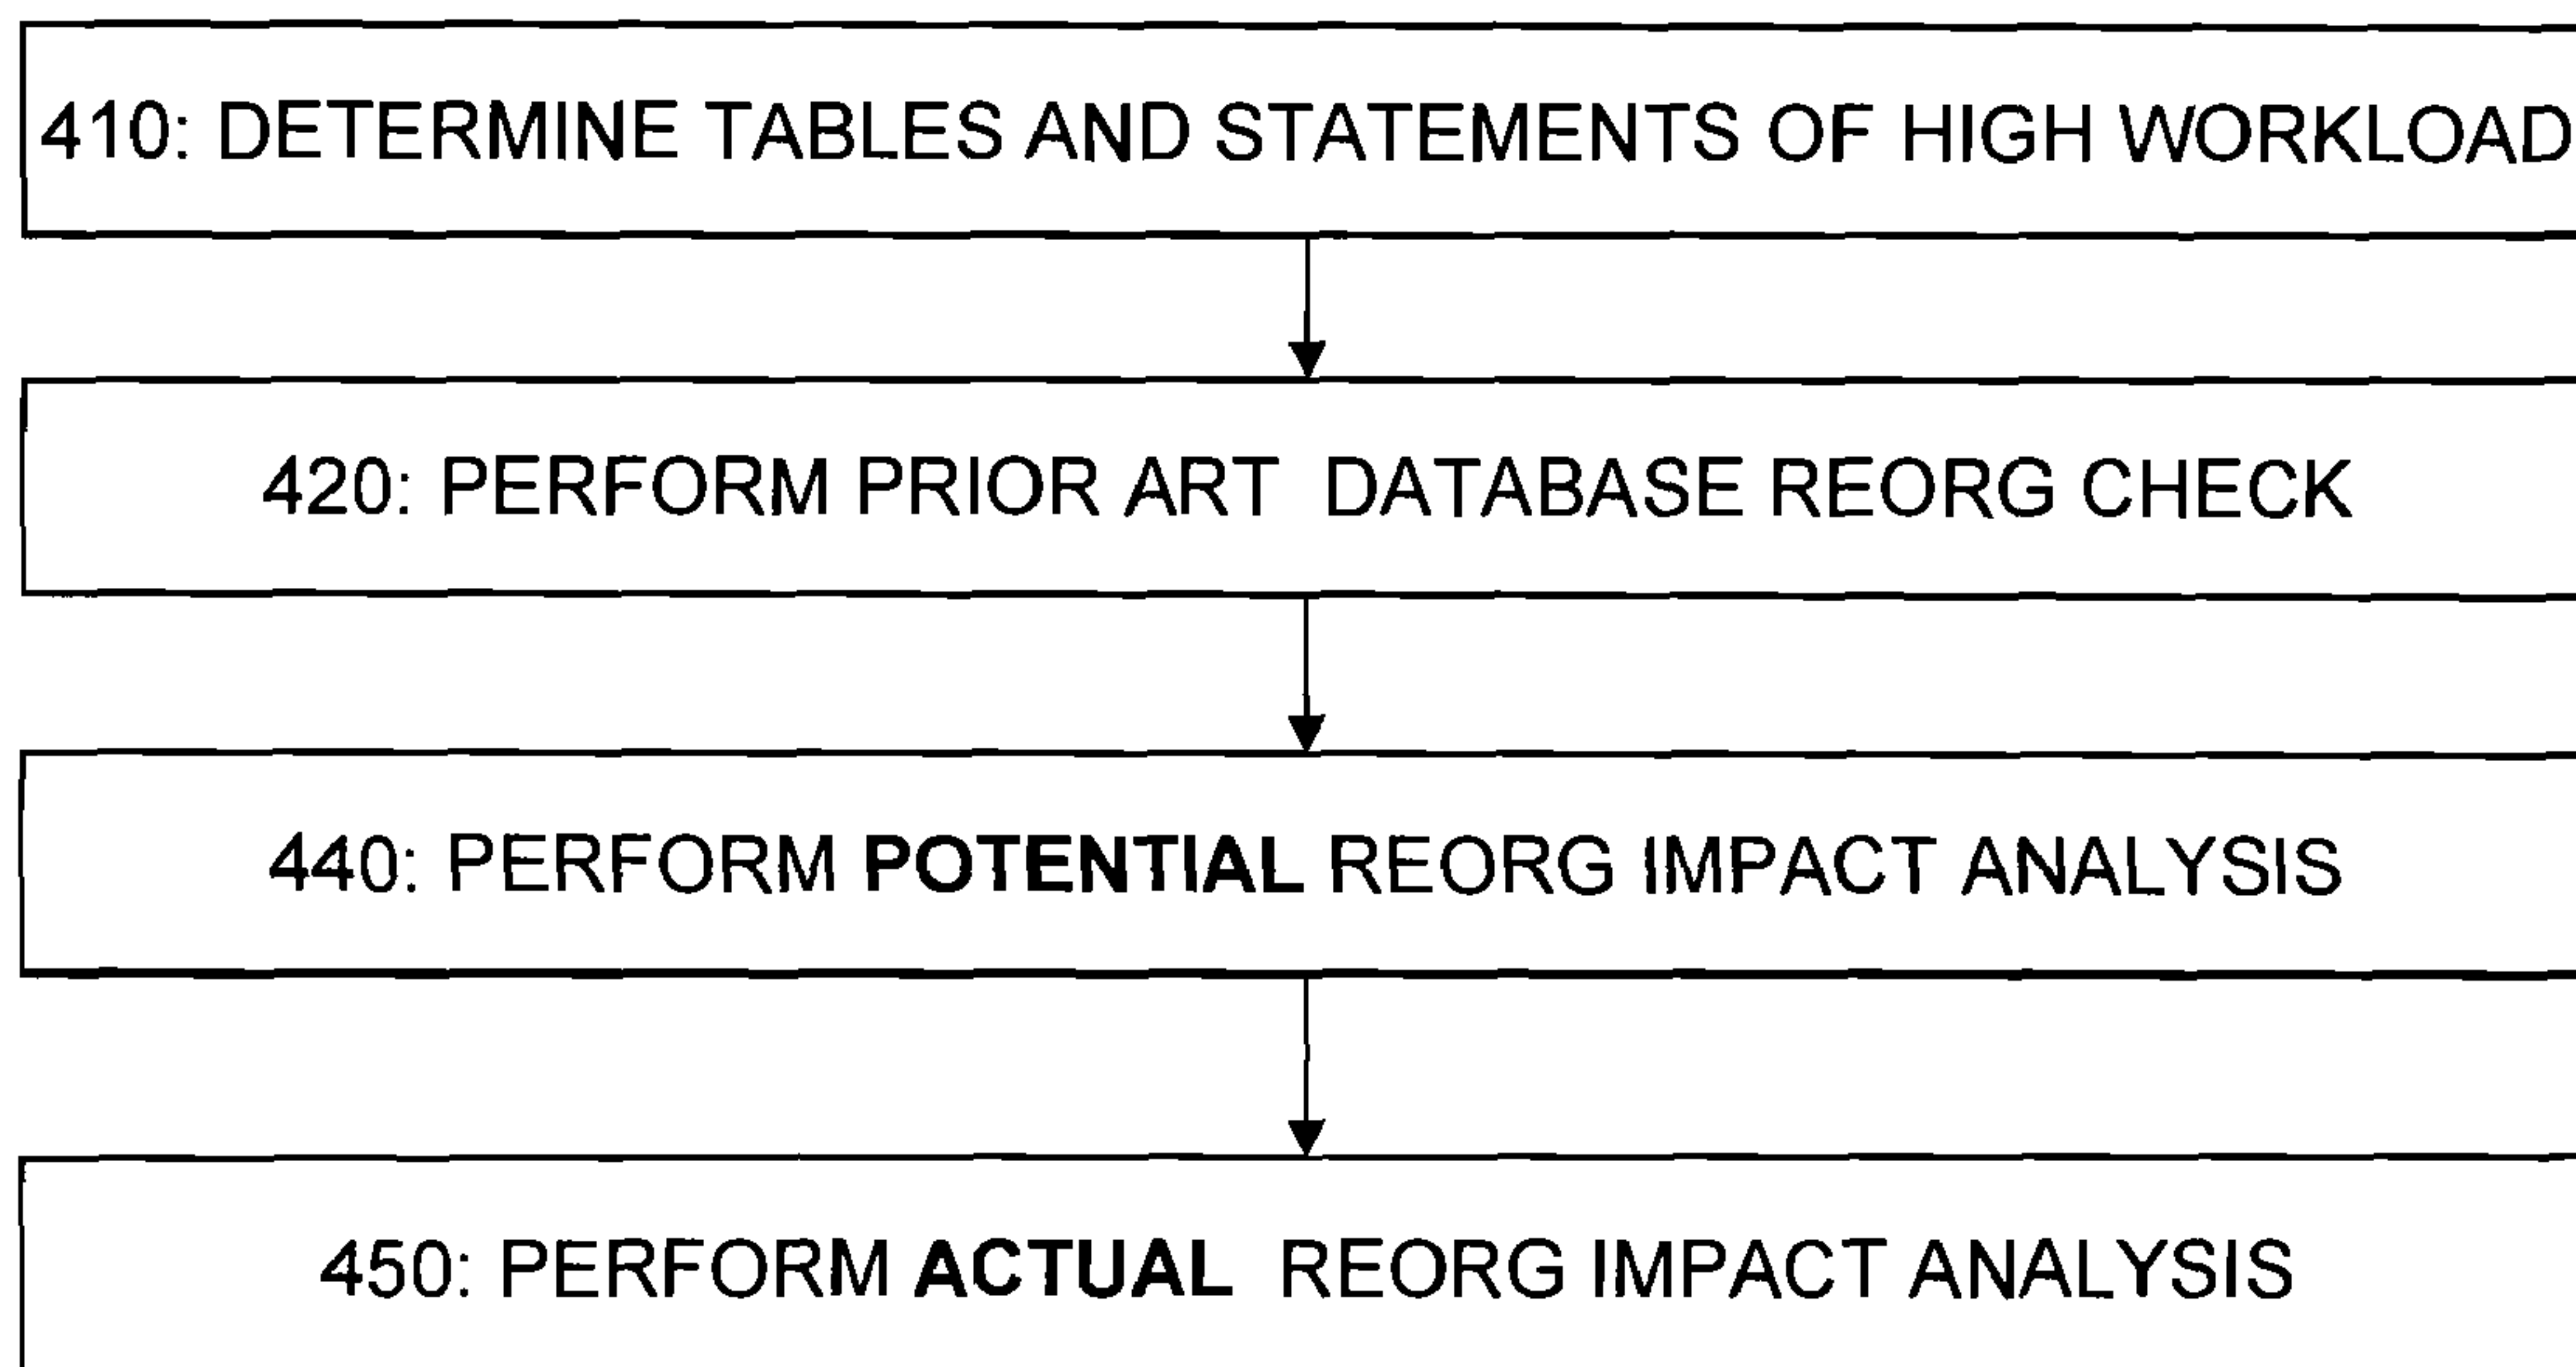 410: DETERMINE TABLES AND STATEMENTS OF HIGH WORKLOAD
420: PERFORM PRIOR ART DATABASE REORG CHECK
440: PERFORM POTENTIAL REORG IMPACT ANALYSIS
450: PERFORM ACTUAL REORG IMPACT ANALYSIS